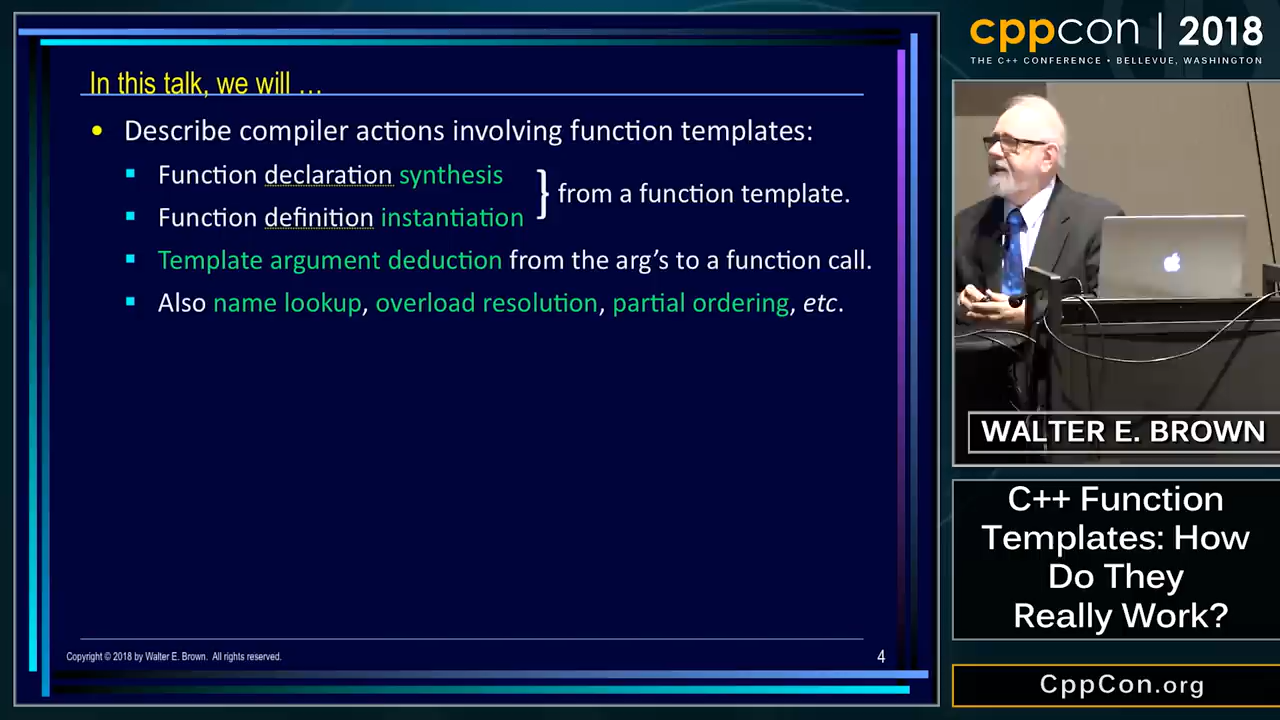 In this talk, we will …
• Describe compiler actions involving function templates:
▪ Function declaration synthesis
▪ Function definition instantiation
} from a function template.
▪ Template argument deduction from the arg’s to a function call.
▪ Also name lookup, overload resolution, partial ordering, etc.
Copyright © 2018 by Walter E. Brown. All rights reserved.
4
cppcon | 2018
THE C++ CONFERENCE • BELLEVUE, WASHINGTON
WALTER E. BROWN
C++ Function
Templates: How
Do They
Really Work?
CppCon.org